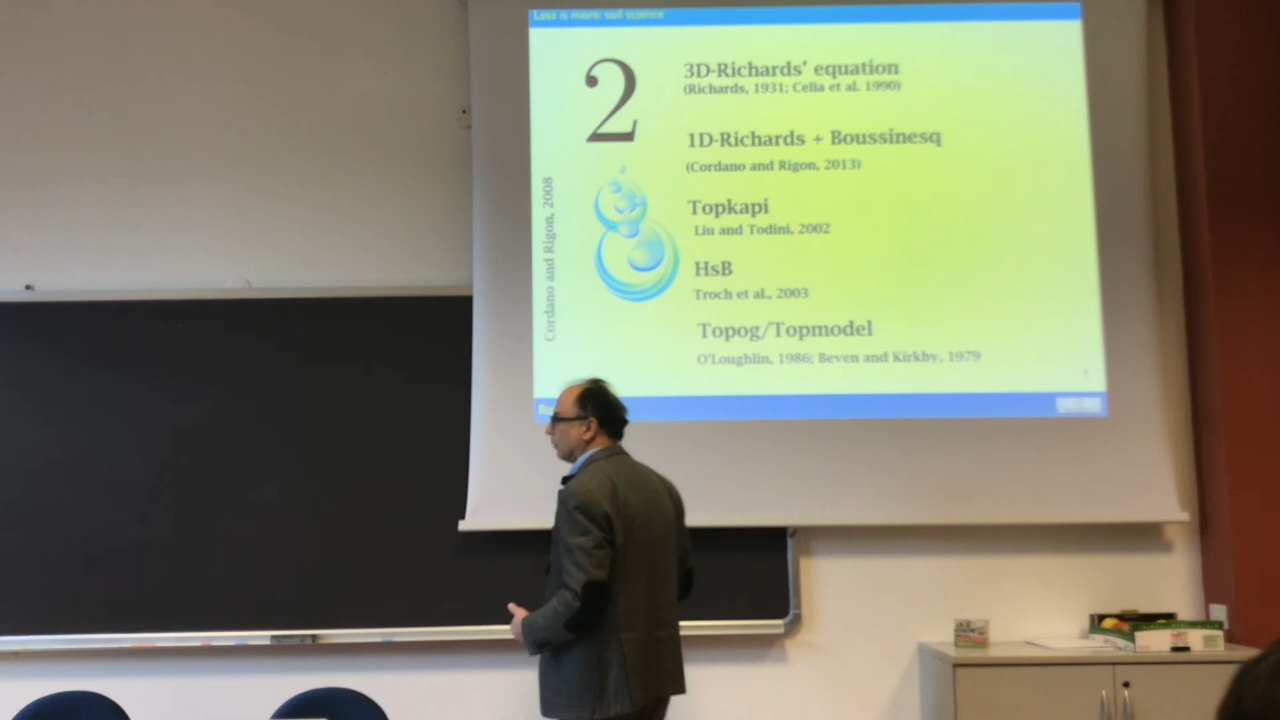 Less is more: soil science
2
3D-Richards' equation
(Richards, 1931; Celia et al. 1990)
1D-Richards + Boussinesq
(Cordano and Rigon, 2013)
Cordano and Rigon, 2008
Topkapi
Liu and Todini, 2002
HsB
Troch et al., 2003
Topog/Topmodel
O'Loughlin, 1986; Beven and Kirkby, 1979